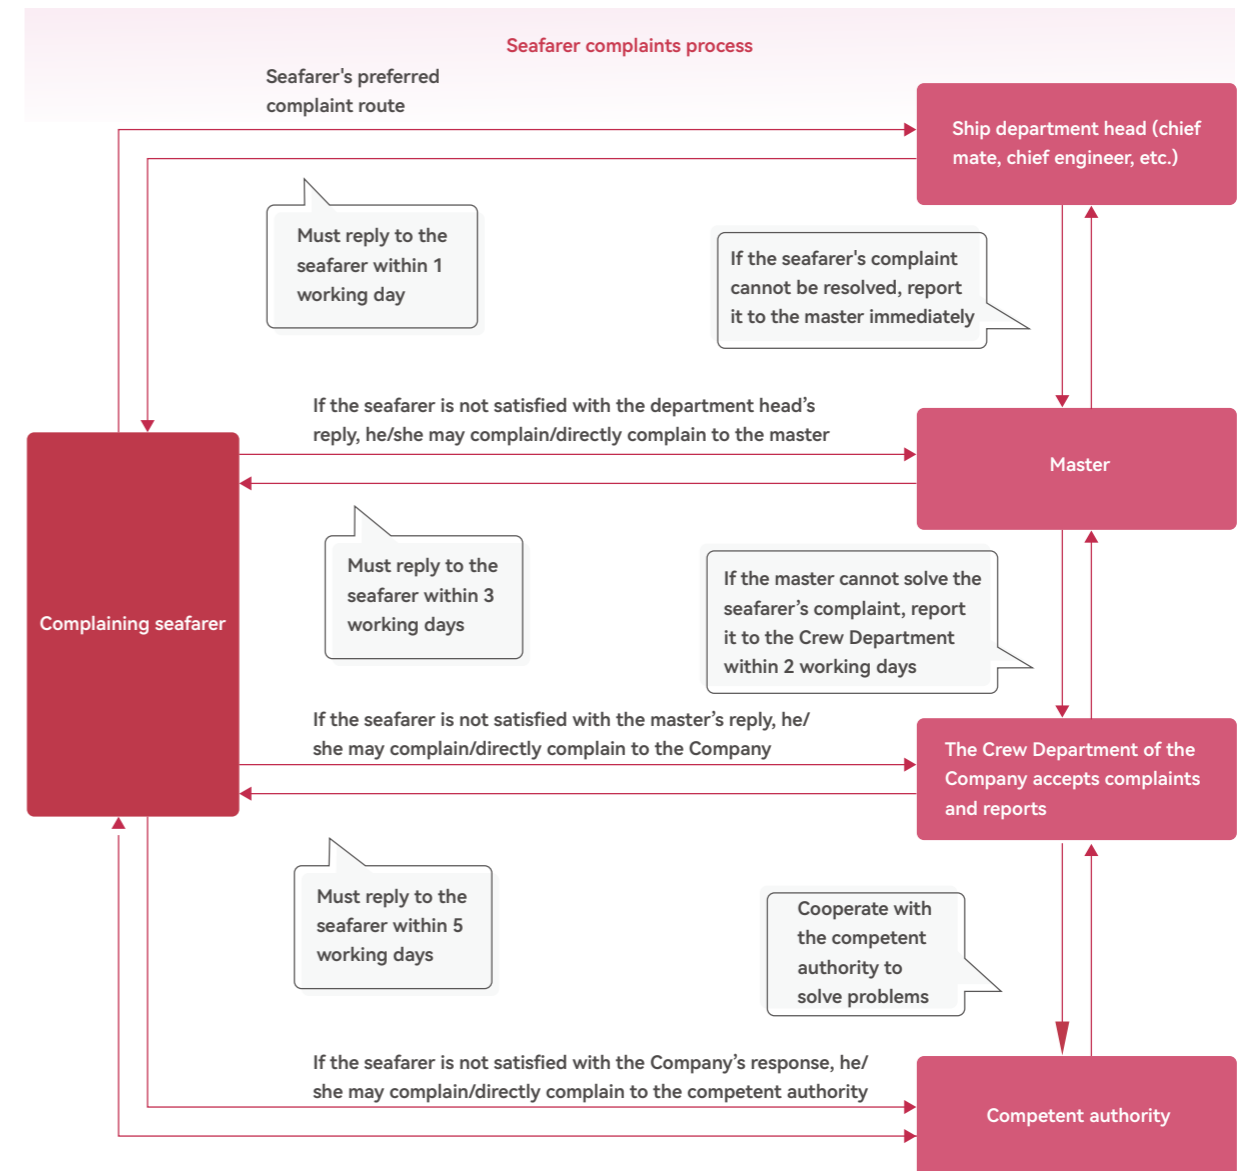 Seafarer complaints process
Seafarer's preferred
complaint route
Ship department head (chief
mate, chief engineer, etc.)
Must reply to the
seafarer within 1
working day
If the seafarer's complaint
cannot be resolved, report
it to the master immediately
If the seafarer is not satisfied with the department head’s
reply, he/she may complain/directly complain to the master
Master
Must reply to the
seafarer within 3
working days
If the master cannot solve the
seafarer’s complaint, report
it to the Crew Department
within 2 working days
Complaining seafarer
If the seafarer is not satisfied with the master’s reply, he/
she may complain/directly complain to the Company
The Crew Department of the
Company accepts complaints
and reports
Must reply to the
seafarer within 5
working days
Cooperate with
the competent
authority to
solve problems
If the seafarer is not satisfied with the Company’s response, he/
she may complain/directly complain to the competent authority
Competent authority